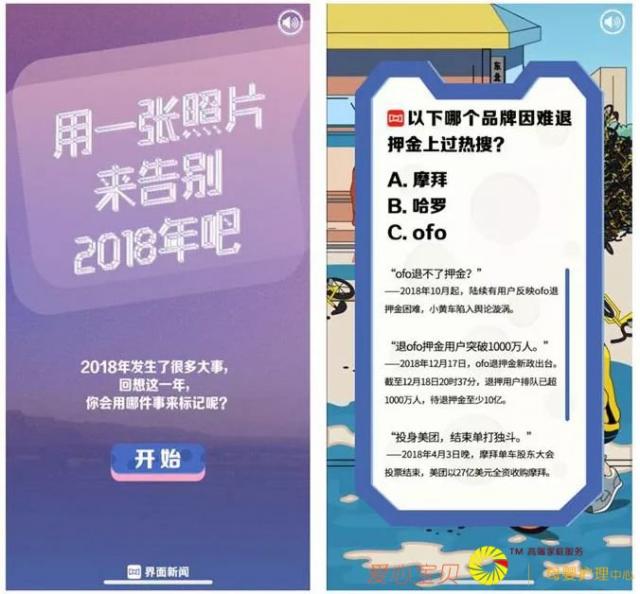 用一张照片
来告别
2018年吧
2018年发生了很多大事，
回想这一年，
你会用哪件事来标记呢？
开始
界面新闻
东北
以下哪个品牌因难退
押金上过热搜？
A. 摩拜
B. 哈罗
C. ofo
“ofo退不了押金？”
——2018年10月起，陆续有用户反映ofo退
押金困难，小黄车陷入舆论漩涡。
“退ofo押金用户突破1000万人。”
——2018年12月17日，ofo退押金新政出台。
截至12月18日20时37分，退押用户排队已超
1000万人，待退押金至少10亿。
“投身美团，结束单打独斗。”
——2018年4月3日晚，摩拜单车股东大会
投票结束，美团以27亿美元全资收购摩拜。
爱心宝贝
TM 高端家庭服务
母婴护理中心